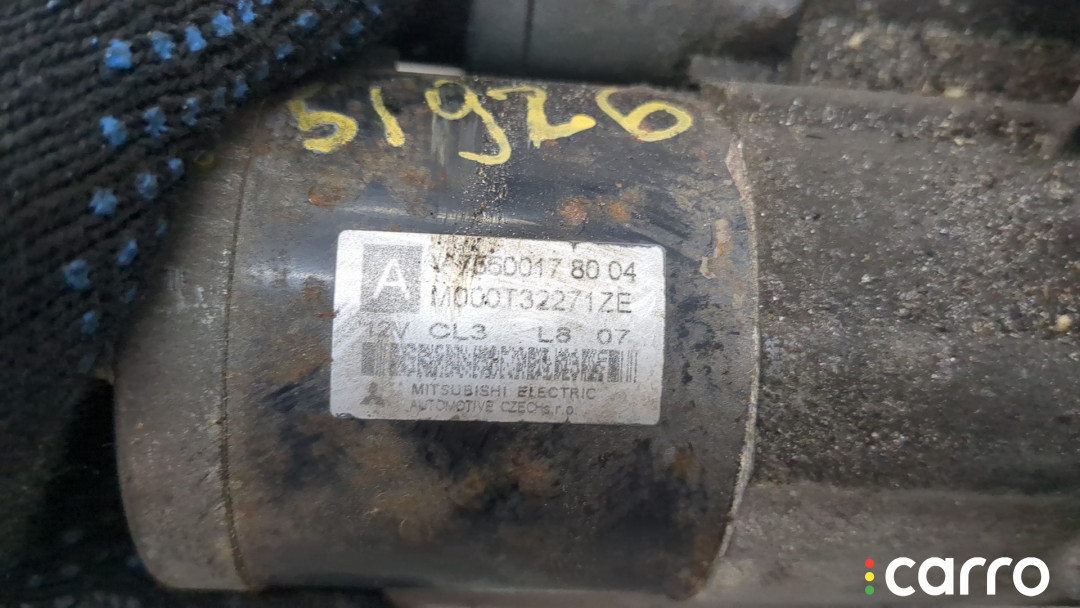 51926
A
V7560017 80 04
M000T32271ZE
12V CL3 L8 07
MITSUBISHI ELECTRIC
AUTOMOTIVE CZECH s.r.o.
carro